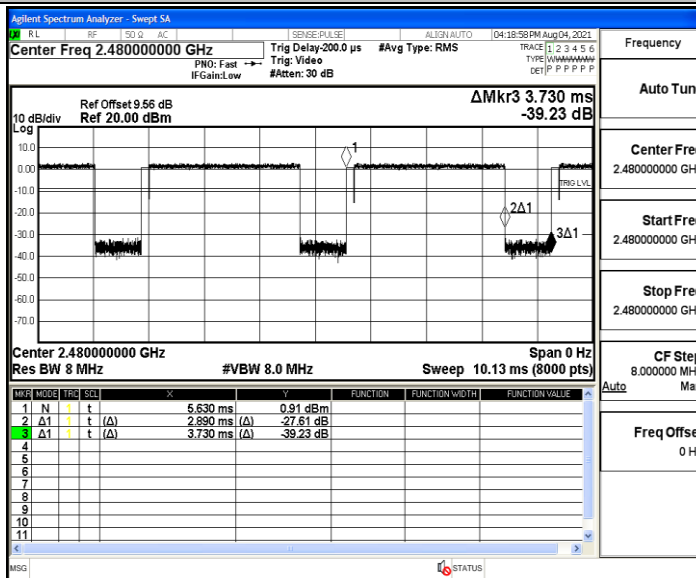 Agilent Spectrum Analyzer - Swept SA
LXI RL RF 50 Ω AC SENSE:PULSE ALIGN AUTO 04:18:58 PM Aug 04, 2021
Center Freq 2.480000000 GHz
Trig Delay-200.0 µs #Avg Type: RMS
TRACE 1 2 3 4 5 6
PNO: Fast Trig: Video
TYPE WWWWWW
IFGain:Low #Atten: 30 dB
DET P P P P P P
Ref Offset 9.56 dB
ΔMkr3 3.730 ms
10 dB/div Ref 20.00 dBm
-39.23 dB
Log
10.0
0.00
-10.0
-20.0
-30.0
-40.0
-50.0
-60.0
-70.0
1
TRIG LVL
2Δ1
3Δ1
Center 2.480000000 GHz Span 0 Hz
Res BW 8 MHz #VBW 8.0 MHz Sweep 10.13 ms (8000 pts)
MKR MODE TRC SCL X Y FUNCTION FUNCTION WIDTH FUNCTION VALUE
1 N 1 t 5.630 ms 0.91 dBm
2 Δ1 1 t (Δ) 2.890 ms (Δ) -27.61 dB
3 Δ1 1 t (Δ) 3.730 ms (Δ) -39.23 dB
4
5
6
7
8
9
10
11
MSG STATUS
Frequency
Auto Tun
Center Fre
2.480000000 GH
Start Fre
2.480000000 GH
Stop Fre
2.480000000 GH
CF Step
8.000000 MH
Auto Ma
Freq Offse
0 H